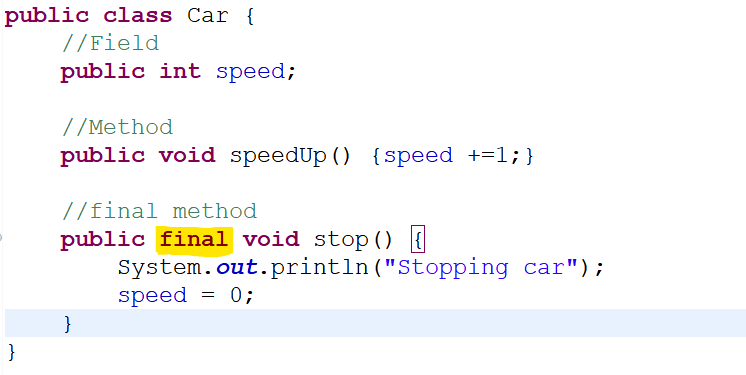 public class Car {
//Field
public int speed;
//Method
public void speedUp() {speed +=1;}
//final method
public final void stop() {
System.out.println("Stopping car");
speed = 0;
}
}